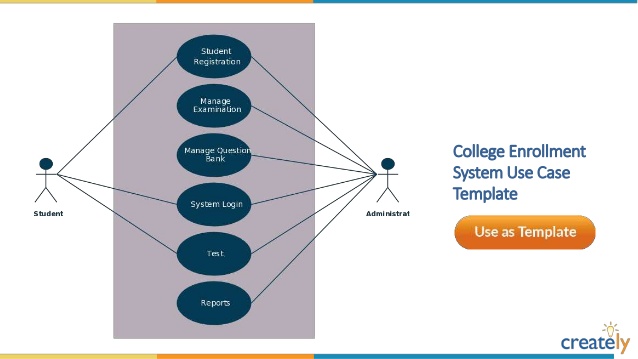 Student
Registration
Manage
Examination
Manage Question
Bank
System Login
Test
Reports
Student
Administrat
College Enrollment
System Use Case
Template
Use as Template
creately